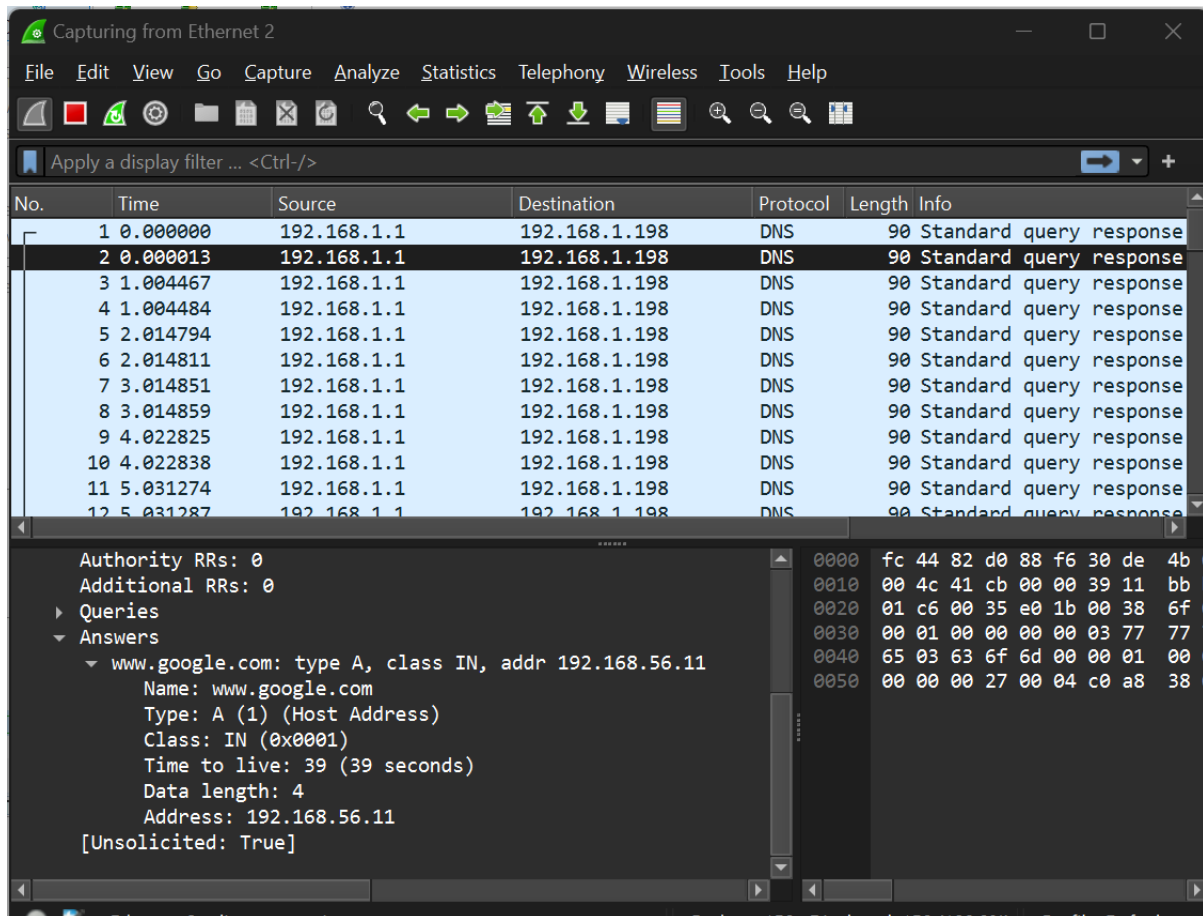 Capturing from Ethernet 2
File Edit View Go Capture Analyze Statistics Telephony Wireless Tools Help
Apply a display filter ... <Ctrl-/>
No. Time Source Destination Protocol Length Info
1 0.000000 192.168.1.1 192.168.1.198 DNS 90 Standard query response
2 0.000013 192.168.1.1 192.168.1.198 DNS 90 Standard query response
3 1.004467 192.168.1.1 192.168.1.198 DNS 90 Standard query response
4 1.004484 192.168.1.1 192.168.1.198 DNS 90 Standard query response
5 2.014794 192.168.1.1 192.168.1.198 DNS 90 Standard query response
6 2.014811 192.168.1.1 192.168.1.198 DNS 90 Standard query response
7 3.014851 192.168.1.1 192.168.1.198 DNS 90 Standard query response
8 3.014859 192.168.1.1 192.168.1.198 DNS 90 Standard query response
9 4.022825 192.168.1.1 192.168.1.198 DNS 90 Standard query response
10 4.022838 192.168.1.1 192.168.1.198 DNS 90 Standard query response
11 5.031274 192.168.1.1 192.168.1.198 DNS 90 Standard query response
12 5.031287 192.168.1.1 192.168.1.198 DNS 90 Standard query response
Authority RRs: 0
Additional RRs: 0
Queries
Answers
www.google.com: type A, class IN, addr 192.168.56.11
Name: www.google.com
Type: A (1) (Host Address)
Class: IN (0x0001)
Time to live: 39 (39 seconds)
Data length: 4
Address: 192.168.56.11
[Unsolicited: True]
0000 fc 44 82 d0 88 f6 30 de 4b
0010 00 4c 41 cb 00 00 39 11 bb
0020 01 c6 00 35 e0 1b 00 38 6f
0030 00 01 00 00 00 00 03 77 77
0040 65 03 63 6f 6d 00 00 01 00
0050 00 00 00 27 00 04 c0 a8 38